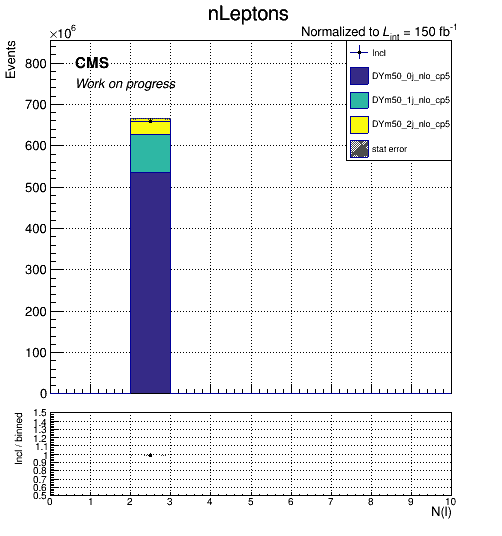 nLeptons
×10⁶
Normalized to L_int = 150 fb⁻¹
Events
CMS
Work on progress
Incl
DYm50_0j_nlo_cp5
DYm50_1j_nlo_cp5
DYm50_2j_nlo_cp5
stat error
800
700
600
500
400
300
200
100
0
Incl / binned
1.5
1.4
1.3
1.2
1.1
1
0.9
0.8
0.7
0.6
0.5
0 1 2 3 4 5 6 7 8 9 10
N(l)